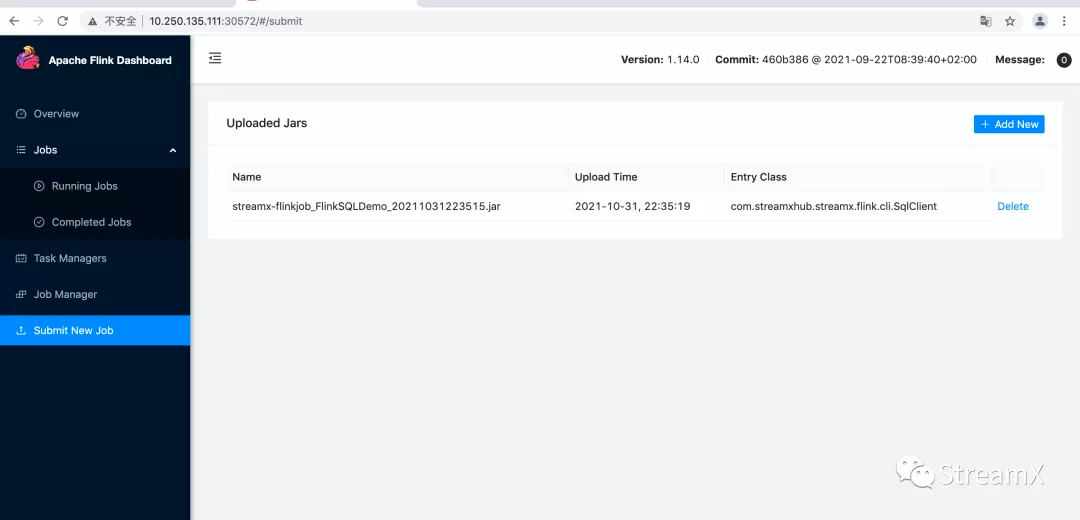 不安全 10.250.135.111:30572/#/submit
Apache Flink Dashboard
Version: 1.14.0 Commit: 460b386 @ 2021-09-22T08:39:40+02:00 Message: 0
Overview
Jobs
Running Jobs
Completed Jobs
Task Managers
Job Manager
Submit New Job
Uploaded Jars
+ Add New
Name Upload Time Entry Class
streamx-flinkjob_FlinkSQLDemo_20211031223515.jar 2021-10-31, 22:35:19 com.streamxhub.streamx.flink.cli.SqlClient Delete
StreamX